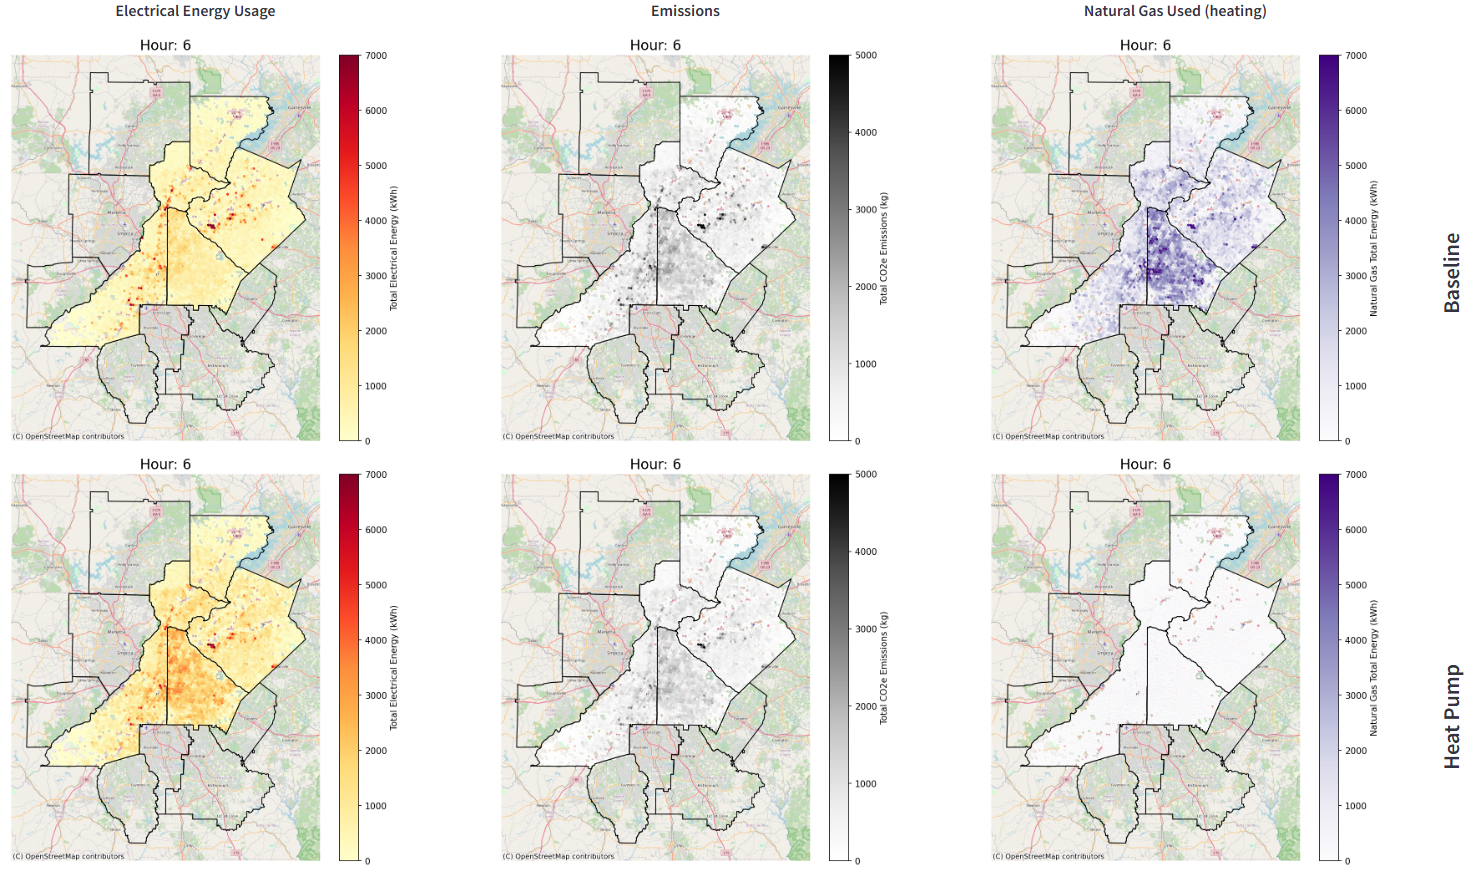 Electrical Energy Usage
Emissions
Natural Gas Used (heating)
Hour: 6
Hour: 6
Hour: 6
7000
6000
5000
4000
3000
2000
1000
0
Total Electrical Energy (kWh)
(C) OpenStreetMap contributors
5000
4000
3000
2000
1000
0
Total CO2e Emissions (kg)
(C) OpenStreetMap contributors
7000
6000
5000
4000
3000
2000
1000
0
Natural Gas Total Energy (kWh)
(C) OpenStreetMap contributors
Baseline
Hour: 6
Hour: 6
Hour: 6
7000
6000
5000
4000
3000
2000
1000
0
Total Electrical Energy (kWh)
(C) OpenStreetMap contributors
5000
4000
3000
2000
1000
0
Total CO2e Emissions (kg)
(C) OpenStreetMap contributors
7000
6000
5000
4000
3000
2000
1000
0
Natural Gas Total Energy (kWh)
(C) OpenStreetMap contributors
Heat Pump